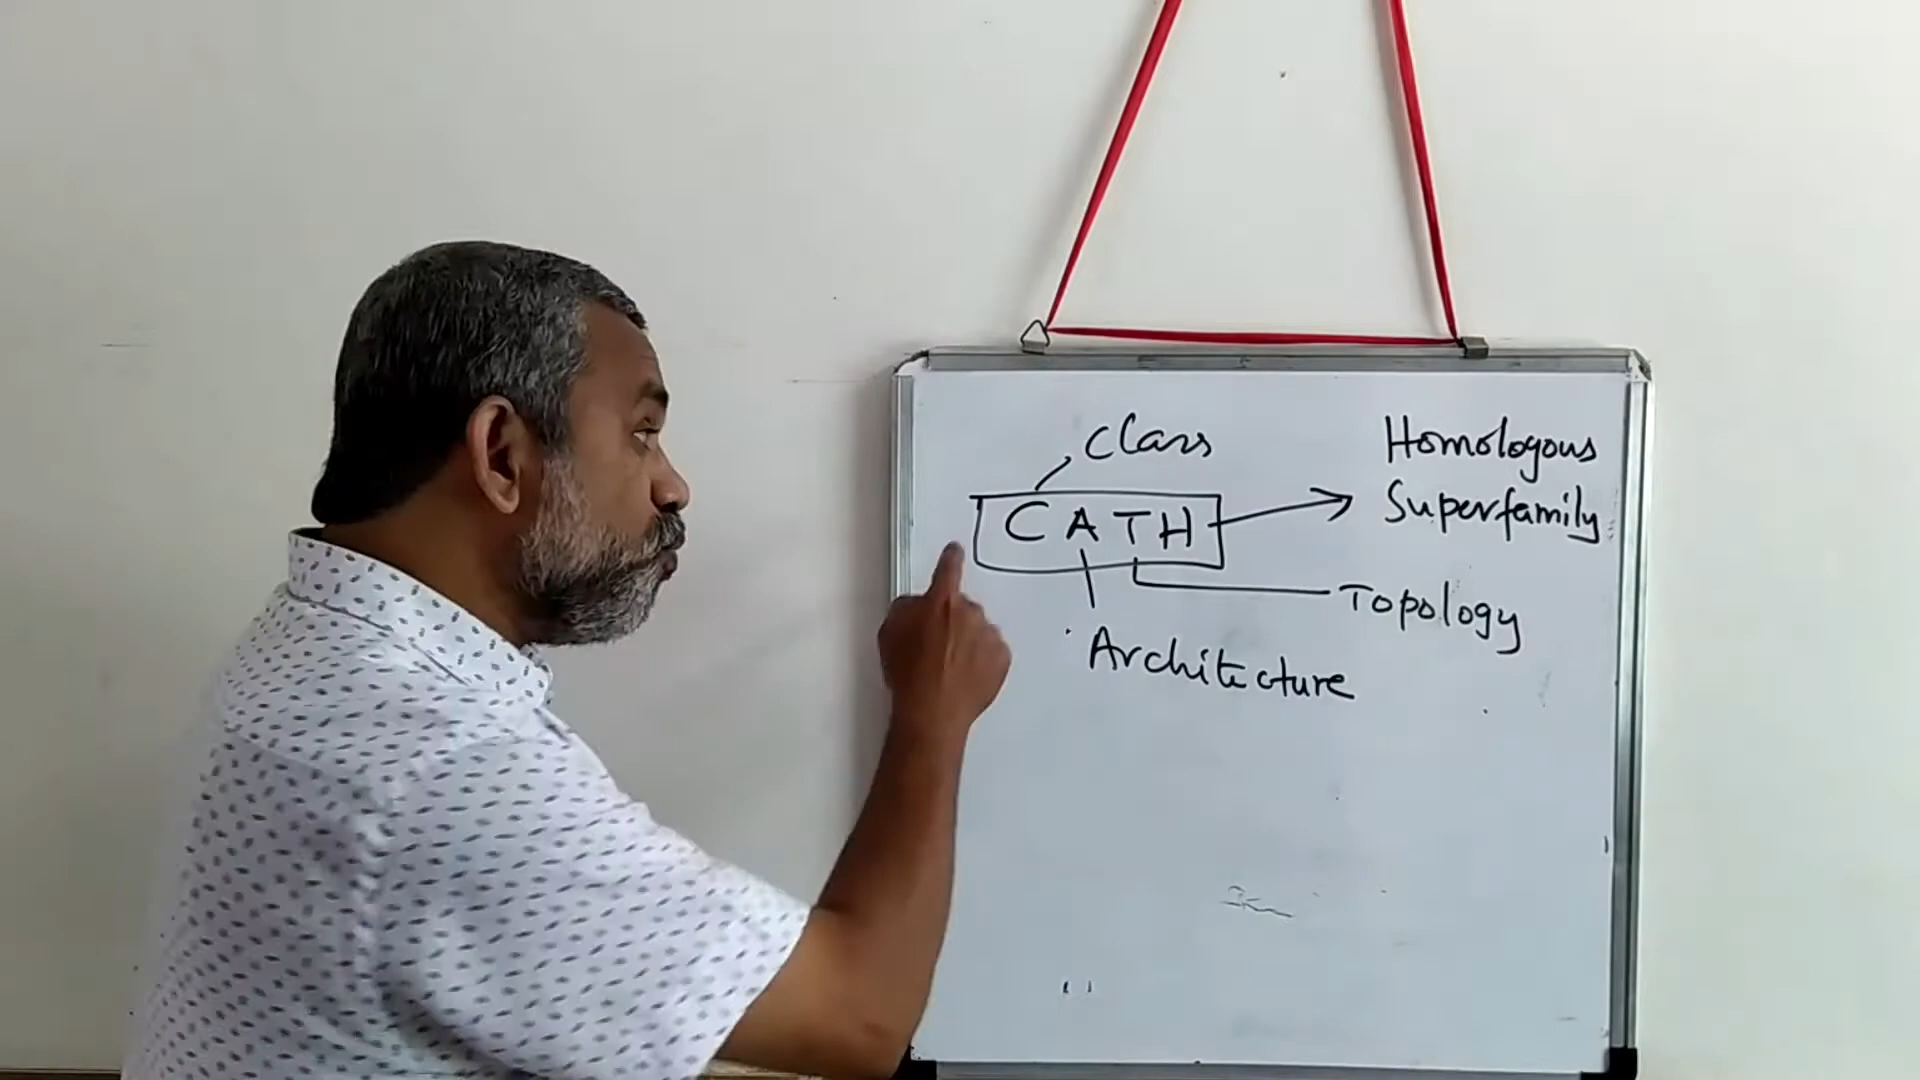 Class
CATH
Homologous
Superfamily
Topology
Architecture